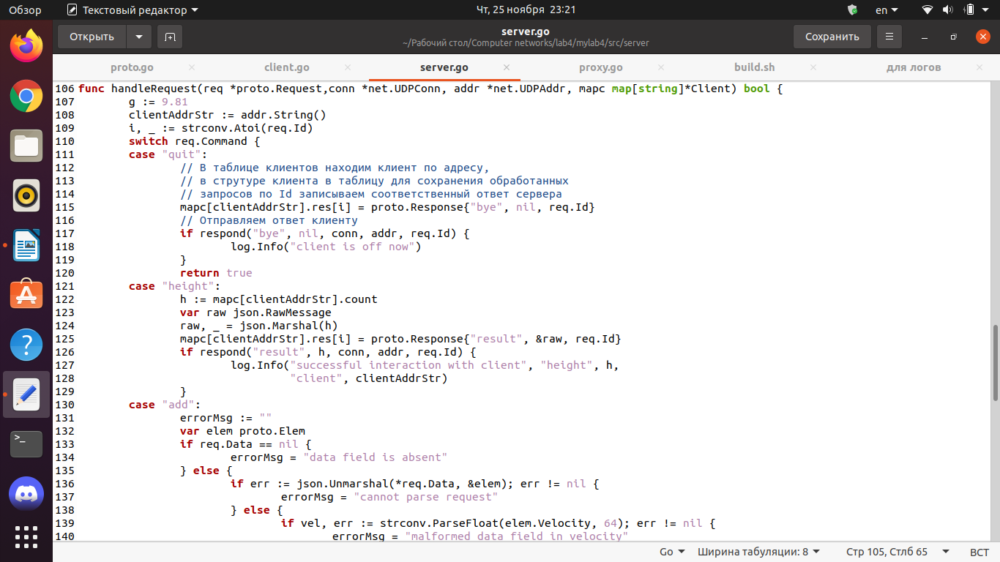 Обзор
Текстовый редактор
Чт, 25 ноября 23:21
en
Открыть
server.go
~/Рабочий стол/Computer networks/lab4/mylab4/src/server
Сохранить
proto.go
client.go
server.go
proxy.go
build.sh
для логов
106 func handleRequest(req *proto.Request,conn *net.UDPConn, addr *net.UDPAddr, mapc map[string]*Client) bool {
107 g := 9.81
108 clientAddrStr := addr.String()
109 i, _ := strconv.Atoi(req.Id)
110 switch req.Command {
111 case "quit":
112 // В таблице клиентов находим клиент по адресу,
113 // в струтуре клиента в таблицу для сохранения обработанных
114 // запросов по Id записываем соответственный ответ сервера
115 mapc[clientAddrStr].res[i] = proto.Response{"bye", nil, req.Id}
116 // Отправляем ответ клиенту
117 if respond("bye", nil, conn, addr, req.Id) {
118 log.Info("client is off now")
119 }
120 return true
121 case "height":
122 h := mapc[clientAddrStr].count
123 var raw json.RawMessage
124 raw, _ = json.Marshal(h)
125 mapc[clientAddrStr].res[i] = proto.Response{"result", &raw, req.Id}
126 if respond("result", h, conn, addr, req.Id) {
127 log.Info("successful interaction with client", "height", h,
128 "client", clientAddrStr)
129 }
130 case "add":
131 errorMsg := ""
132 var elem proto.Elem
133 if req.Data == nil {
134 errorMsg = "data field is absent"
135 } else {
136 if err := json.Unmarshal(*req.Data, &elem); err != nil {
137 errorMsg = "cannot parse request"
138 } else {
139 if vel, err := strconv.ParseFloat(elem.Velocity, 64); err != nil {
140 errorMsg = "malformed data field in velocity"
Go
Ширина табуляции: 8
Стр 105, Стлб 65
ВСТ